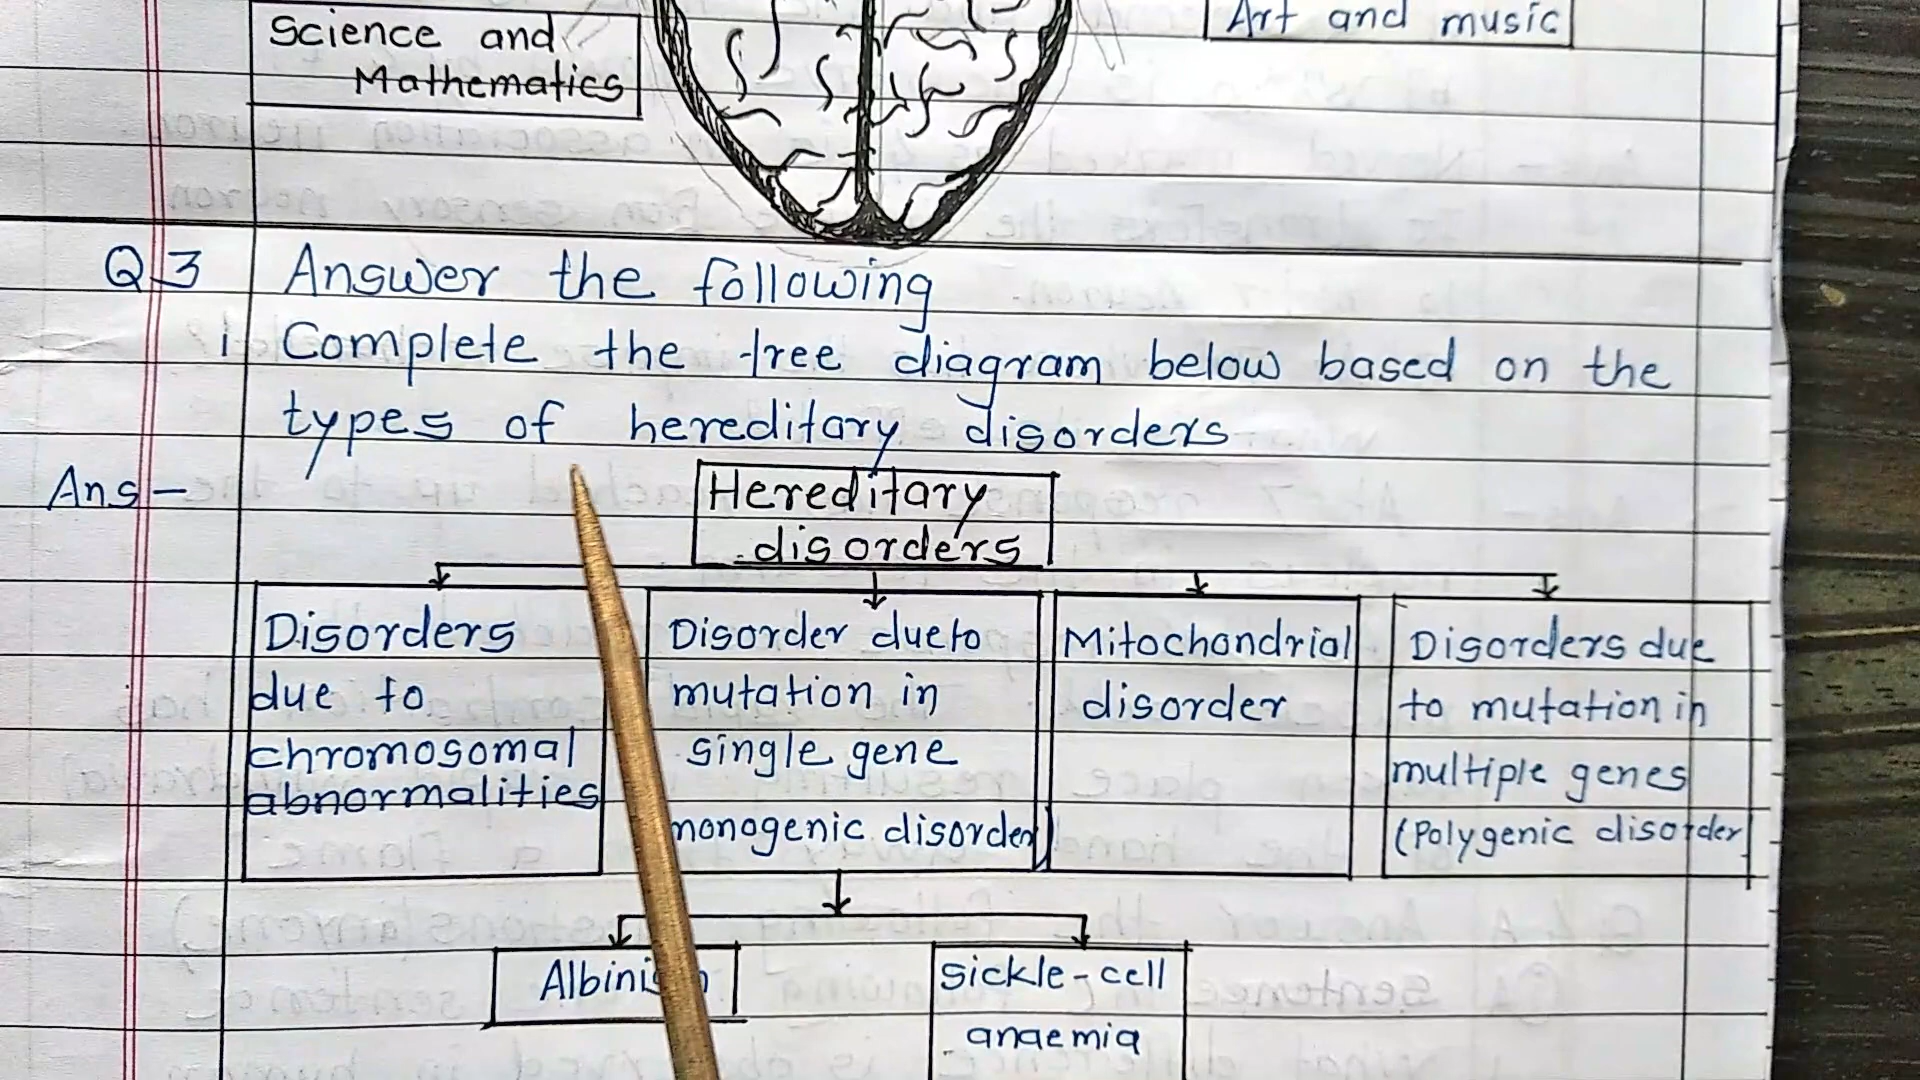 Science and
Mathematics
Art and music
Q.3 Answer the following
i Complete the tree diagram below based on the
types of hereditary disorders
Ans -
Hereditary
disorders
Disorders
due to
chromosomal
abnormalities
Disorder due to
mutation in
single gene
monogenic disorder)
Mitochondrial
disorder
Disorders due
to mutation in
multiple genes
(Polygenic disorder
Sickle-cell
anaemia